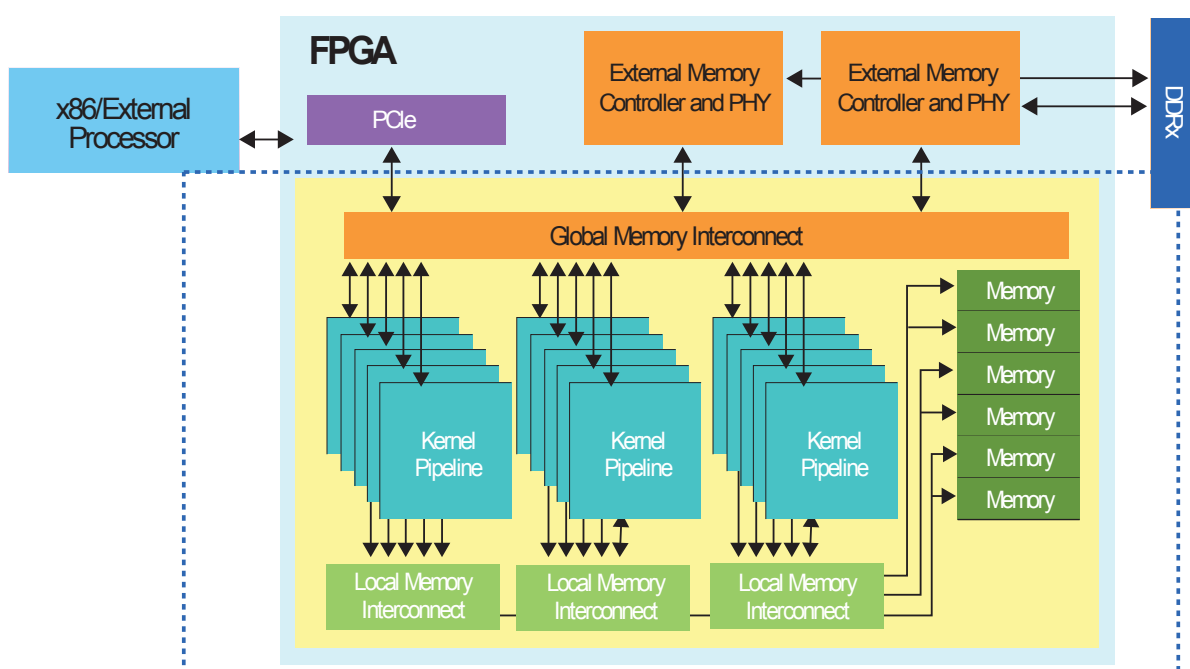 FPGA
x86/External
Processor
PCIe
External Memory
Controller and PHY
External Memory
Controller and PHY
DDRx
Global Memory Interconnect
Kernel
Pipeline
Kernel
Pipeline
Kernel
Pipeline
Memory
Memory
Memory
Memory
Memory
Memory
Local Memory
Interconnect
Local Memory
Interconnect
Local Memory
Interconnect